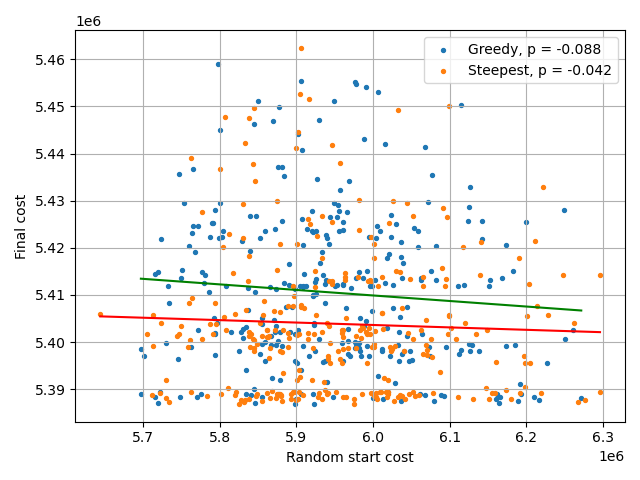 1e6
Greedy, p = -0.088
Steepest, p = -0.042
5.46
5.45
5.44
5.43
5.42
5.41
5.40
5.39
Final cost
5.7 5.8 5.9 6.0 6.1 6.2 6.3
Random start cost
1e6